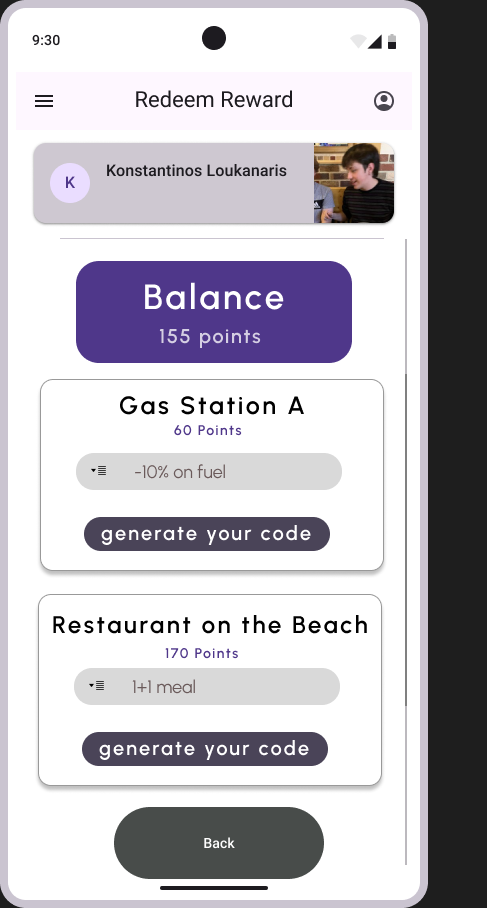 9:30
Redeem Reward
K
Konstantinos Loukanaris
Balance
155 points
Gas Station A
60 Points
-10% on fuel
generate your code
Restaurant on the Beach
170 Points
1+1 meal
generate your code
Back